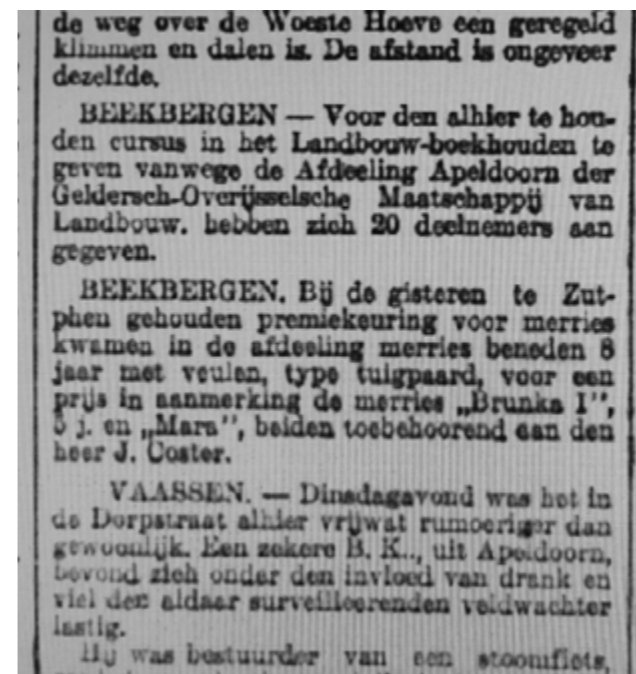 de weg over de Woeste Hoeve een geregeld
klimmen en dalen is. De afstand is ongeveer
dezelfde.
BEEKBERGEN — Voor den alhier te hou-
den cursus in het Landbouw-boekhouden te
geven vanwege de Afdeeling Apeldoorn der
Geldersch-Overijsselsche Maatschappij van
Landbouw. hebben zich 20 deelnemers aan
gegeven.
BEEKBERGEN. Bij de gisteren te Zut-
phen gehouden premiekeuring voor merries
kwamen in de afdeeling merries beneden 8
jaar met veulen, type tuigpaard, voor een
prijs in aanmerking de merries „Brunka I”,
5 j. en „Mara”, beiden toebehoorend aan den
heer J. Coster.
VAASSEN. — Dinsdagavond was het in
de Dorpstraat alhier vrijwat rumoeriger dan
gewoonlijk. Een zekere B. K.., uit Apeldoorn,
bevond zich onder den invloed van drank en
viel den aldaar surveilleerenden veldwachter
lastig.
Hij was bestuurder van een stoomfiets,